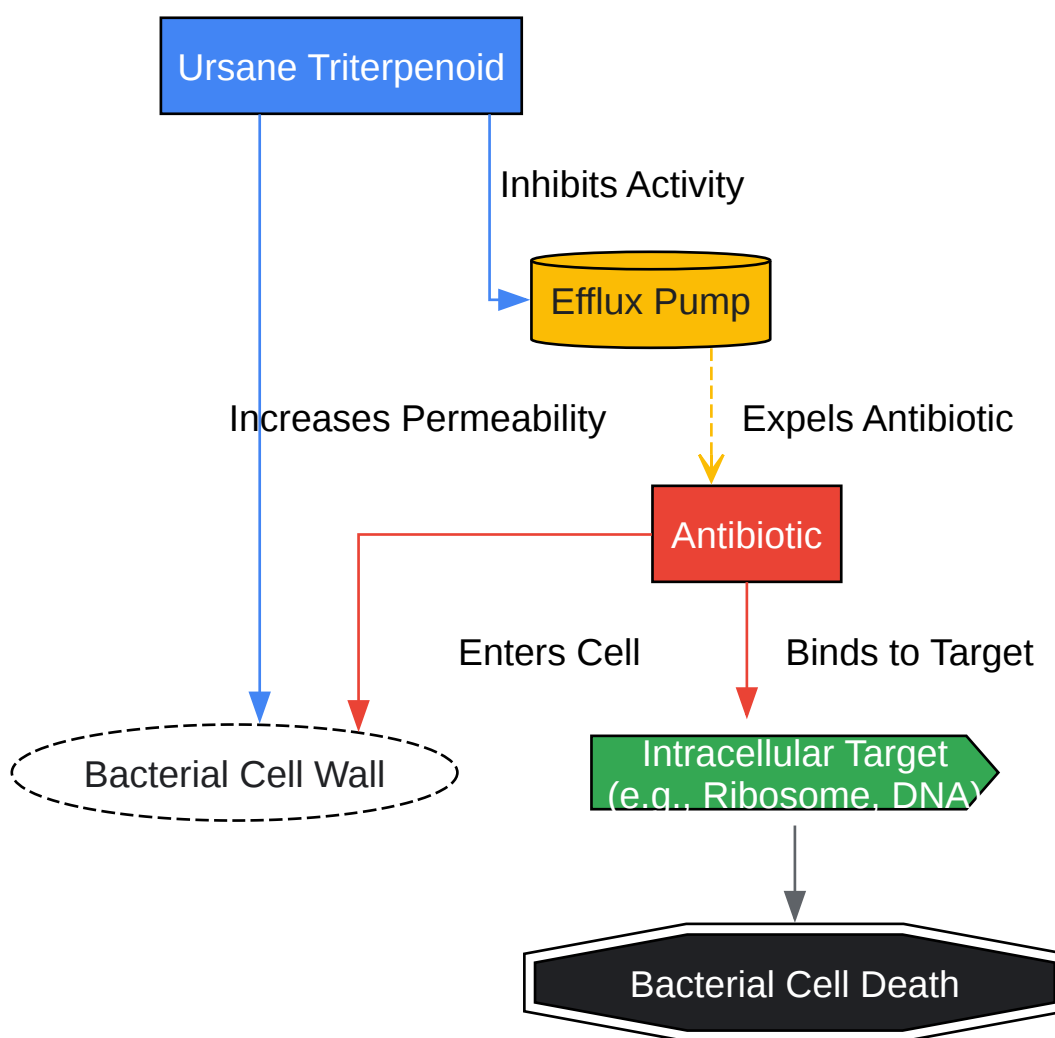 Ursane Triterpenoid
Inhibits Activity
Efflux Pump
Increases Permeability
Expels Antibiotic
Antibiotic
Enters Cell
Binds to Target
Bacterial Cell Wall
Intracellular Target
(e.g., Ribosome, DNA)
Bacterial Cell Death